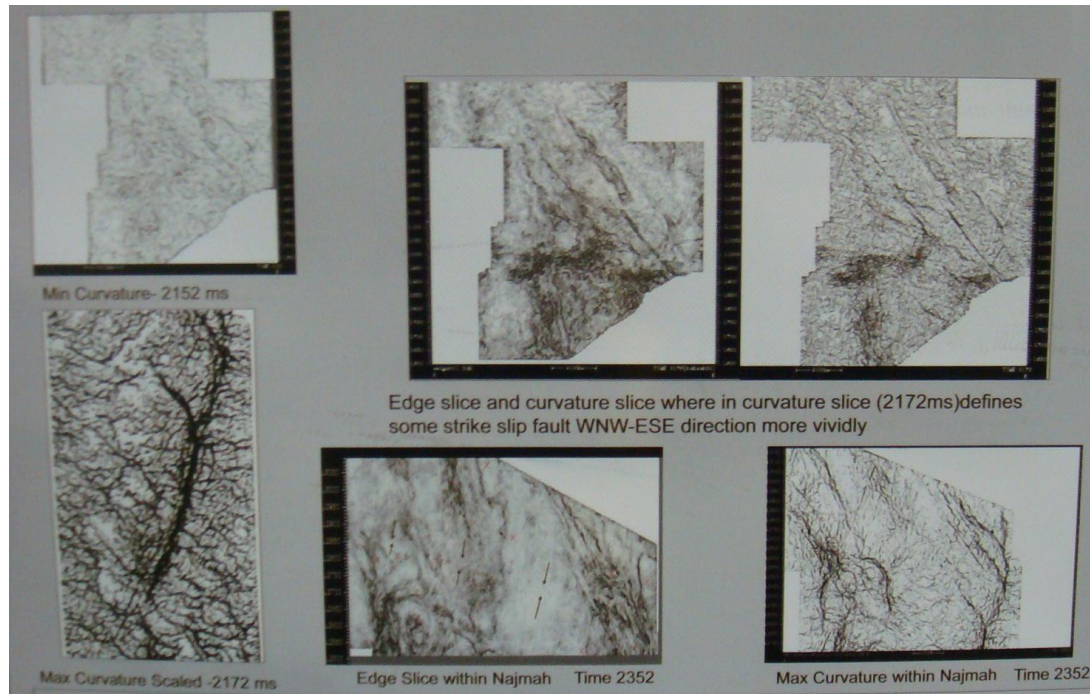 Min Curvature- 2152 ms
Edge slice and curvature slice where in curvature slice (2172ms)defines
some strike slip fault WNW-ESE direction more vividly
Max Curvature Scaled -2172 ms
Edge Slice within Najmah Time 2352
Max Curvature within Najmah Time 2352